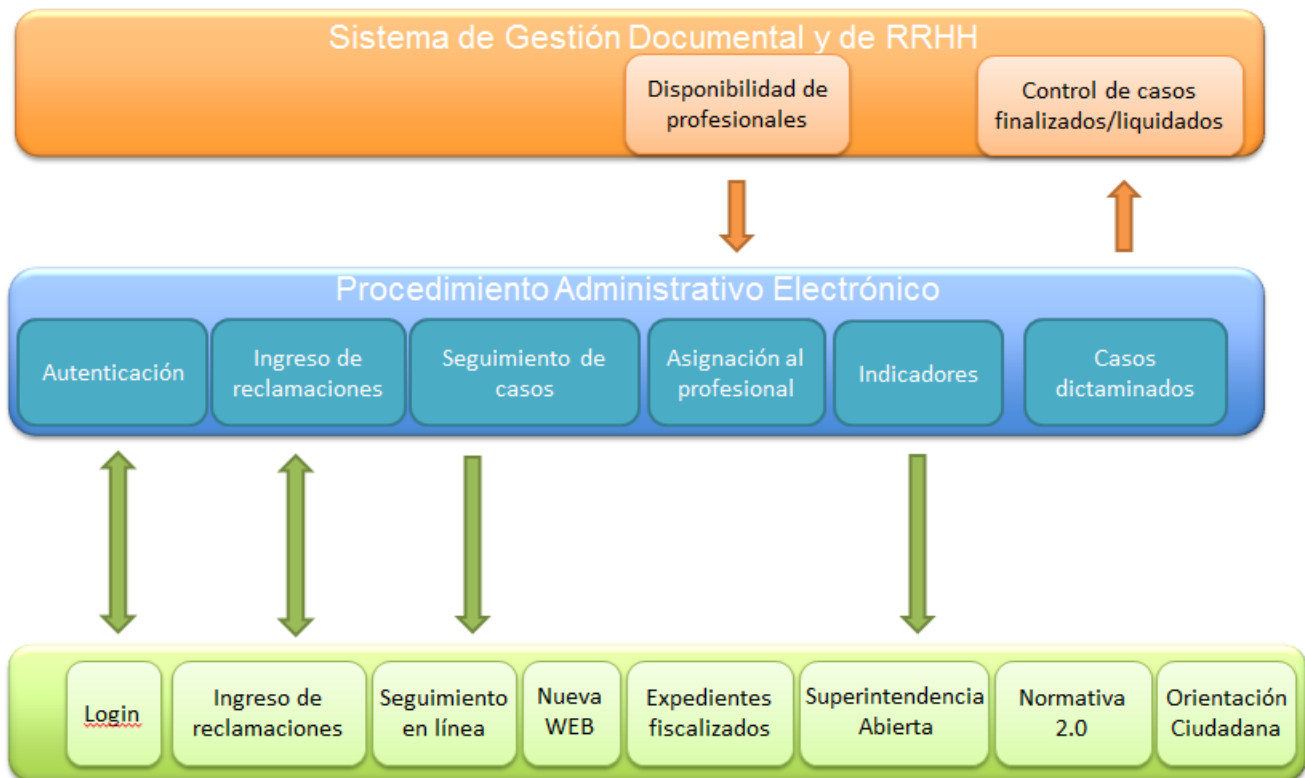 Sistema de Gestión Documental y de RRHH
Disponibilidad de
profesionales
Control de casos
finalizados/liquidados
Procedimiento Administrativo Electrónico
Autenticación
Ingreso de
reclamaciones
Seguimiento de
casos
Asignación al
profesional
Indicadores
Casos
dictaminados
Login
Ingreso de
reclamaciones
Seguimiento
en línea
Nueva
WEB
Expedientes
fiscalizados
Superintendencia
Abierta
Normativa
2.0
Orientación
Ciudadana